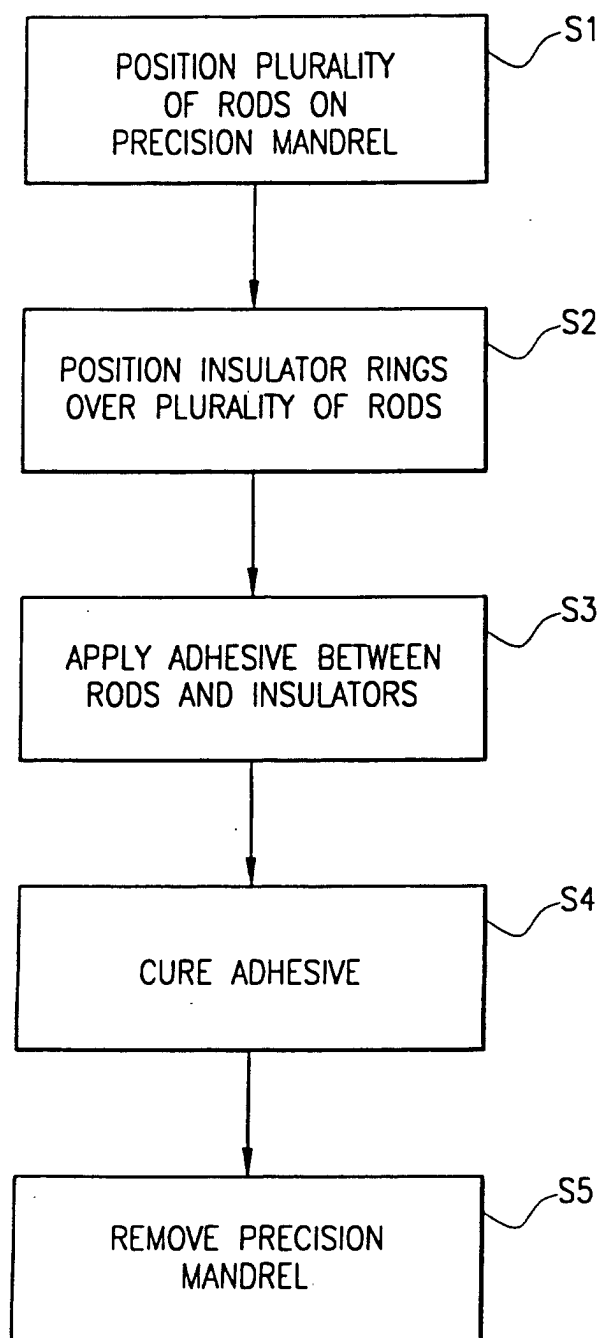 S1
POSITION PLURALITY
OF RODS ON
PRECISION MANDREL
S2
POSITION INSULATOR RINGS
OVER PLURALITY OF RODS
S3
APPLY ADHESIVE BETWEEN
RODS AND INSULATORS
S4
CURE ADHESIVE
S5
REMOVE PRECISION
MANDREL